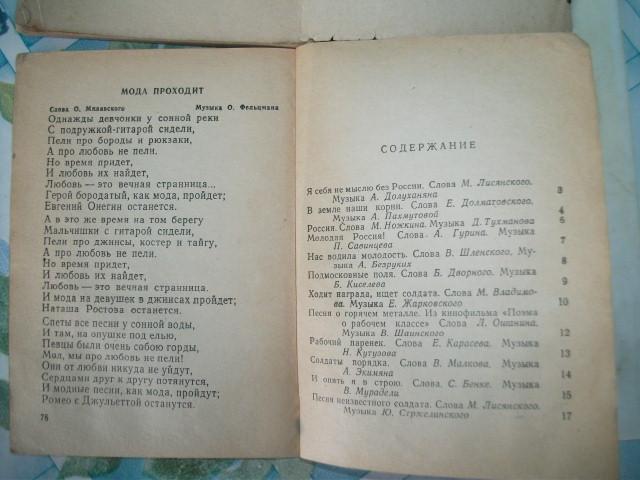 МОДА ПРОХОДИТ
Слова О. Милявского Музыка О. Фельцмана
Однажды девчонки у сонной реки
С подружкой-гитарой сидели,
Пели про бороды и рюкзаки,
А про любовь не пели.
Но время придет,
И любовь их найдет,
Любовь — это вечная странница...
Герой бородатый, как мода, пройдет;
Евгений Онегин останется.
А в это же время на том берегу
Мальчишки с гитарой сидели,
Пели про джинсы, костер и тайгу,
А про любовь не пели.
Но время придет,
И любовь их найдет,
Любовь — это вечная странница.
И мода на девушек в джинсах пройдет;
Наташа Ростова останется.
Спеты все песни у сонной воды,
И там, на опушке под елью,
Певцы были очень собою горды,
Мол, мы про любовь не пели!
Они от любви никуда не уйдут,
Сердцами друг к другу потянутся,
И модные песни, как мода, пройдут;
Ромео с Джульеттой останутся.
76
СОДЕРЖАНИЕ
Я себя не мыслю без России. Слова М. Лисянского.
Музыка А. Долуханяна 3
В земле наши корни. Слова Е. Долматовского.
Музыка А. Пахмутовой 4
Россия. Слова М. Ножкина. Музыка Д. Тухманова 6
Мелодая Россия! Слова А. Гурина. Музыка
П. Савинцева 7
Нас водила молодость. Слова В. Шленского, Му-
зыка А. Безруких 8
Подмосковные поля. Слова Б. Дворного. Музыка
Б. Киселева 9
Ходит награда, ищет солдата. Слова М. Владимо-
ва. Музыка Е. Жарковского 10
Песня о горячем металле. Из кинофильма «Поэма
о рабочем классе» Слова Л. Ошанина.
Музыка В. Шаинского 12
Рабочий паренек. Слова Е. Карасева. Музыка
Н. Кутузова 13
Солдаты порядка. Слова В. Малкова. Музыка
А. Экимяна 14
И опять я в строю. Слова С. Бенке. Музыка
В. Мурадели 15
Песня неизвестного солдата. Слова М. Лисянского.
Музыка Ю. Стржелинского 17